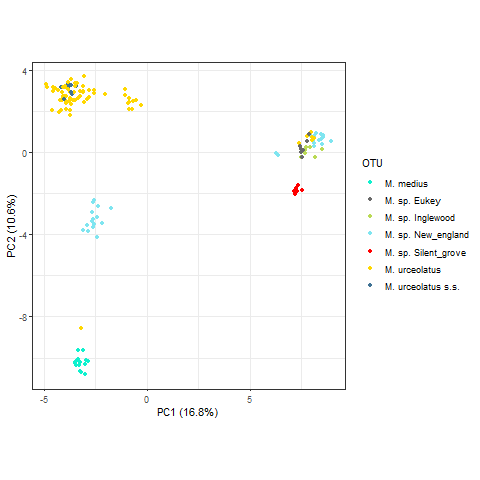 4
0
-4
-8
-5
0
5
PC2 (10.6%)
PC1 (16.8%)
OTU
M. medius
M. sp. Eukey
M. sp. Inglewood
M. sp. New_england
M. sp. Silent_grove
M. urceolatus
M. urceolatus s.s.